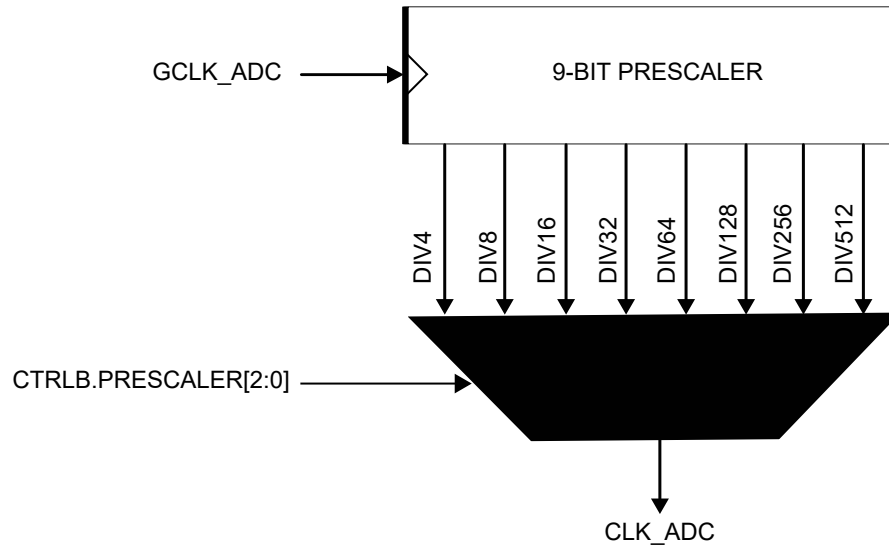 GCLK_ADC
9-BIT PRESCALER
DIV4
DIV8
DIV16
DIV32
DIV64
DIV128
DIV256
DIV512
CTRLB.PRESCALER[2:0]
CLK_ADC